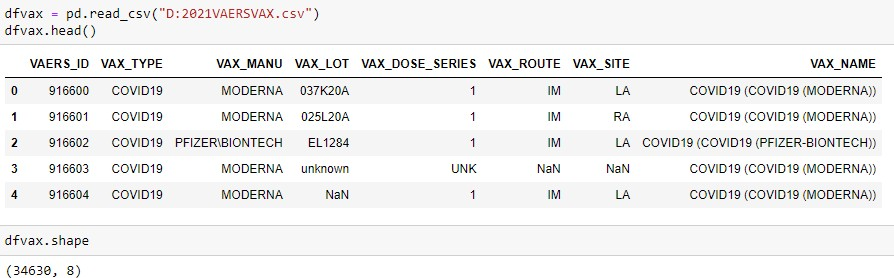 dfvax = pd.read_csv("D:2021VAERSVAX.csv")
dfvax.head()
VAERS_ID VAX_TYPE VAX_MANU VAX_LOT VAX_DOSE_SERIES VAX_ROUTE VAX_SITE VAX_NAME
0 916600 COVID19 MODERNA 037K20A 1 IM LA COVID19 (COVID19 (MODERNA))
1 916601 COVID19 MODERNA 025L20A 1 IM RA COVID19 (COVID19 (MODERNA))
2 916602 COVID19 PFIZER\BIONTECH EL1284 1 IM LA COVID19 (COVID19 (PFIZER-BIONTECH))
3 916603 COVID19 MODERNA unknown UNK NaN NaN COVID19 (COVID19 (MODERNA))
4 916604 COVID19 MODERNA NaN 1 IM LA COVID19 (COVID19 (MODERNA))
dfvax.shape
(34630, 8)